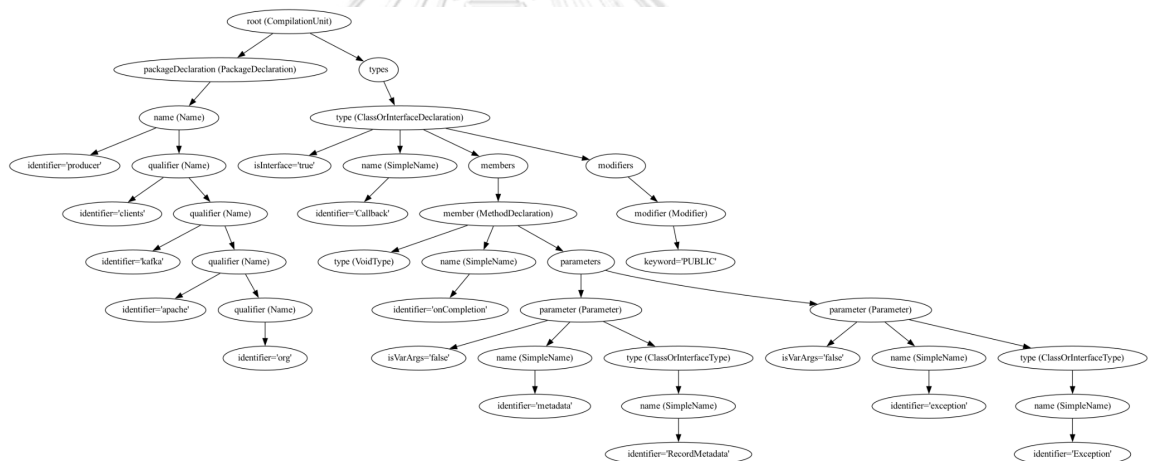 root (CompilationUnit)
packageDeclaration (PackageDeclaration)
types
name (Name)
type (ClassOrInterfaceDeclaration)
identifier='producer'
qualifier (Name)
isInterface='true'
name (SimpleName)
members
modifiers
identifier='clients'
qualifier (Name)
identifier='Callback'
member (MethodDeclaration)
modifier (Modifier)
identifier='kafka'
qualifier (Name)
type (VoidType)
name (SimpleName)
parameters
keyword='PUBLIC'
identifier='apache'
qualifier (Name)
identifier='onCompletion'
parameter (Parameter)
parameter (Parameter)
identifier='org'
isVarArgs='false'
name (SimpleName)
type (ClassOrInterfaceType)
isVarArgs='false'
name (SimpleName)
type (ClassOrInterfaceType)
identifier='metadata'
name (SimpleName)
identifier='exception'
name (SimpleName)
identifier='RecordMetadata'
identifier='Exception'